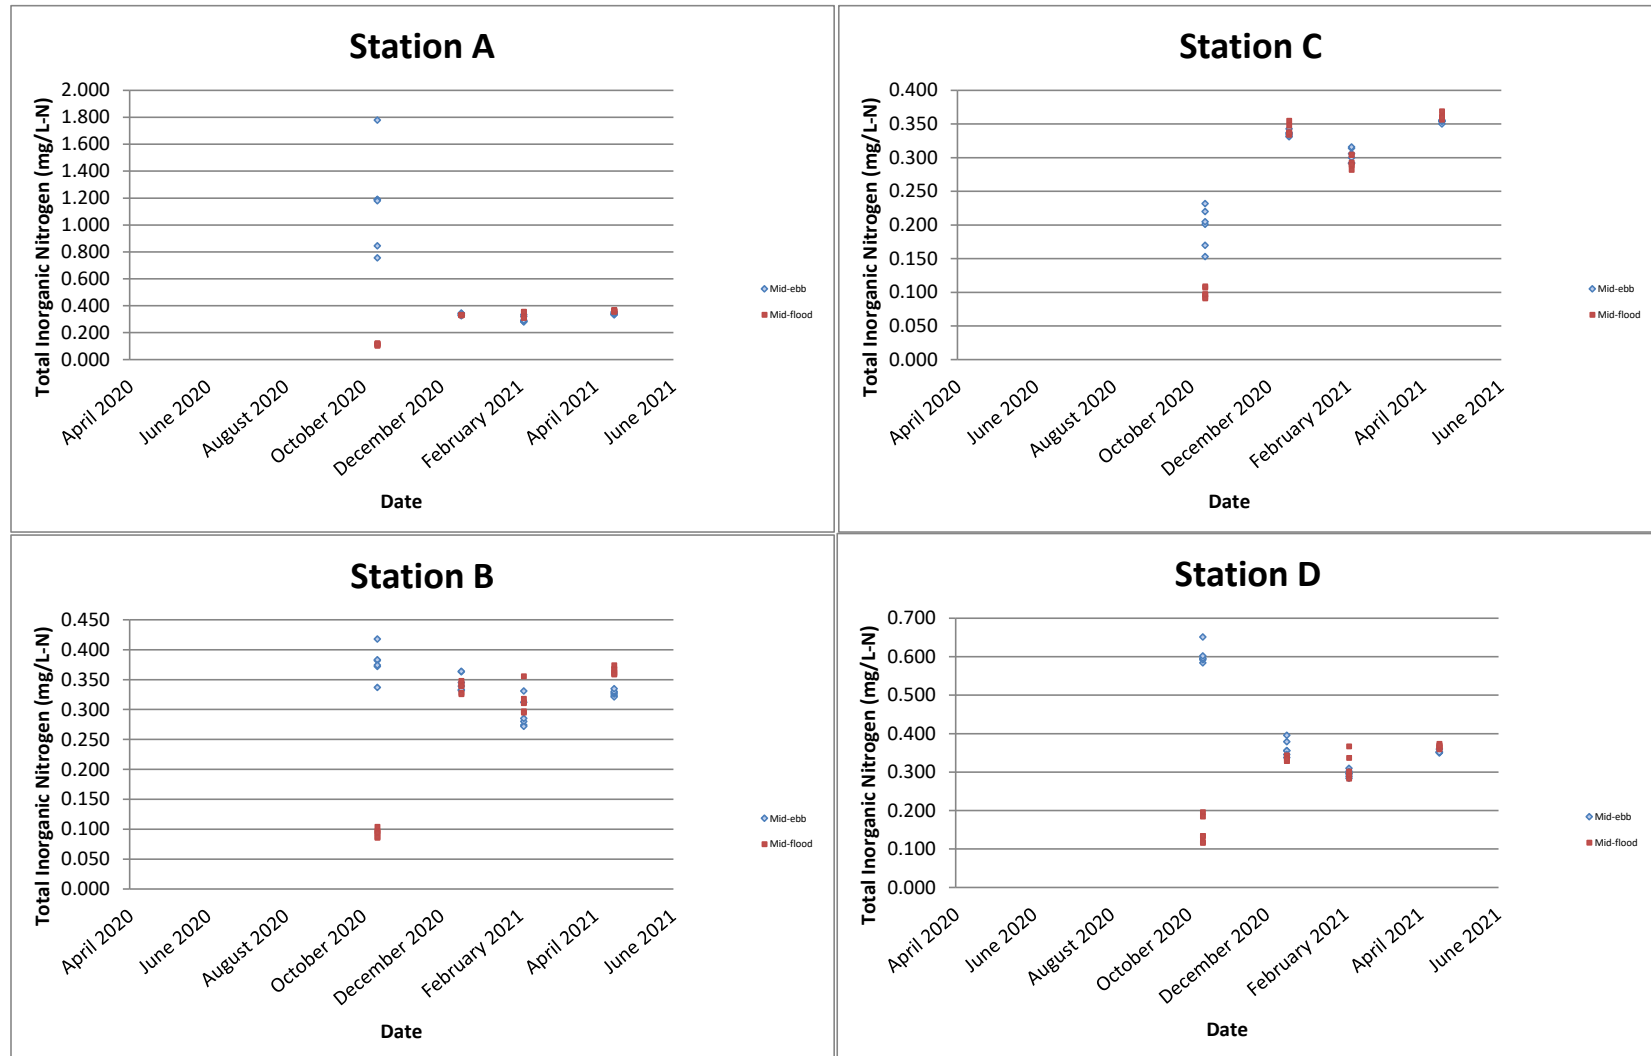 Station A
Total Inorganic Nitrogen (mg/L-N)
2.000
1.800
1.600
1.400
1.200
1.000
0.800
0.600
0.400
0.200
0.000
April 2020
June 2020
August 2020
October 2020
December 2020
February 2021
April 2021
June 2021
Date
Mid-ebb
Mid-flood
Station C
Total Inorganic Nitrogen (mg/L-N)
0.400
0.350
0.300
0.250
0.200
0.150
0.100
0.050
0.000
April 2020
June 2020
August 2020
October 2020
December 2020
February 2021
April 2021
June 2021
Date
Mid-ebb
Mid-flood
Station B
Total Inorganic Nitrogen (mg/L-N)
0.450
0.400
0.350
0.300
0.250
0.200
0.150
0.100
0.050
0.000
April 2020
June 2020
August 2020
October 2020
December 2020
February 2021
April 2021
June 2021
Date
Mid-ebb
Mid-flood
Station D
Total Inorganic Nitrogen (mg/L-N)
0.700
0.600
0.500
0.400
0.300
0.200
0.100
0.000
April 2020
June 2020
August 2020
October 2020
December 2020
February 2021
April 2021
June 2021
Date
Mid-ebb
Mid-flood